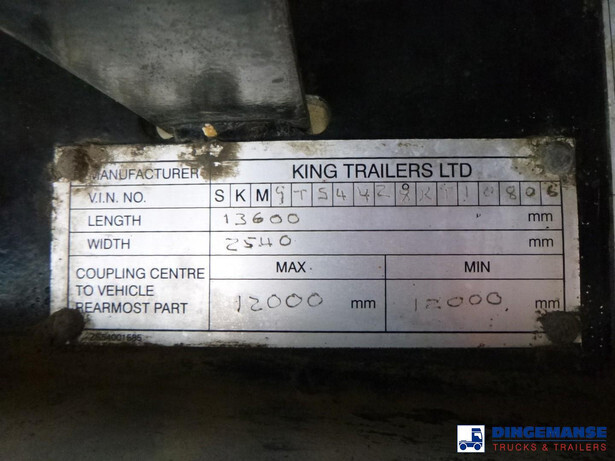 MANUFACTURER KING TRAILERS LTD
V.I.N. NO. SKM
LENGTH 13600 mm
WIDTH 2540 mm
COUPLING CENTRE TO VEHICLE REARMOST PART
MAX MIN
12000 mm 12000 mm
DINGEMANSE
TRUCKS & TRAILERS